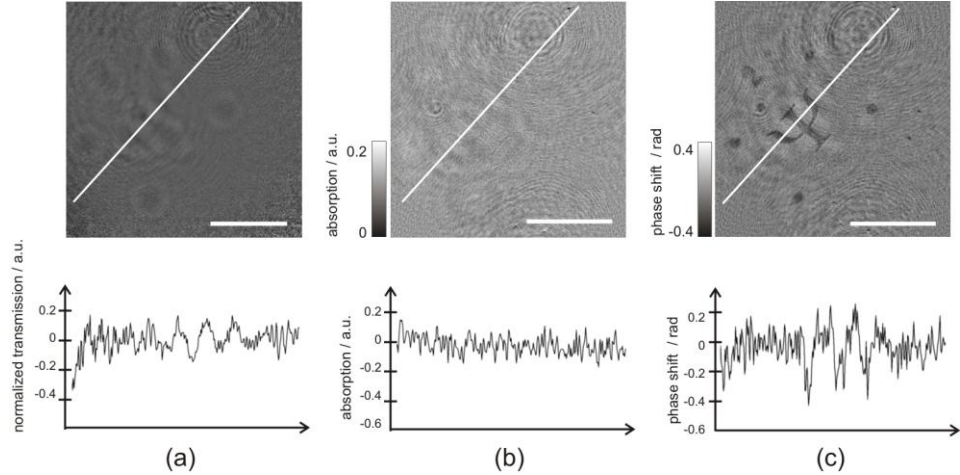 absorption / a.u.
0.2
0
phase shift / rad
0.4
-0.4
normalized transmission / a.u.
0.2
0
-0.2
-0.4
absorption / a.u.
0.2
0
-0.2
-0.4
-0.6
phase shift / rad
0.2
0
-0.2
-0.4
-0.6
(a)
(b)
(c)